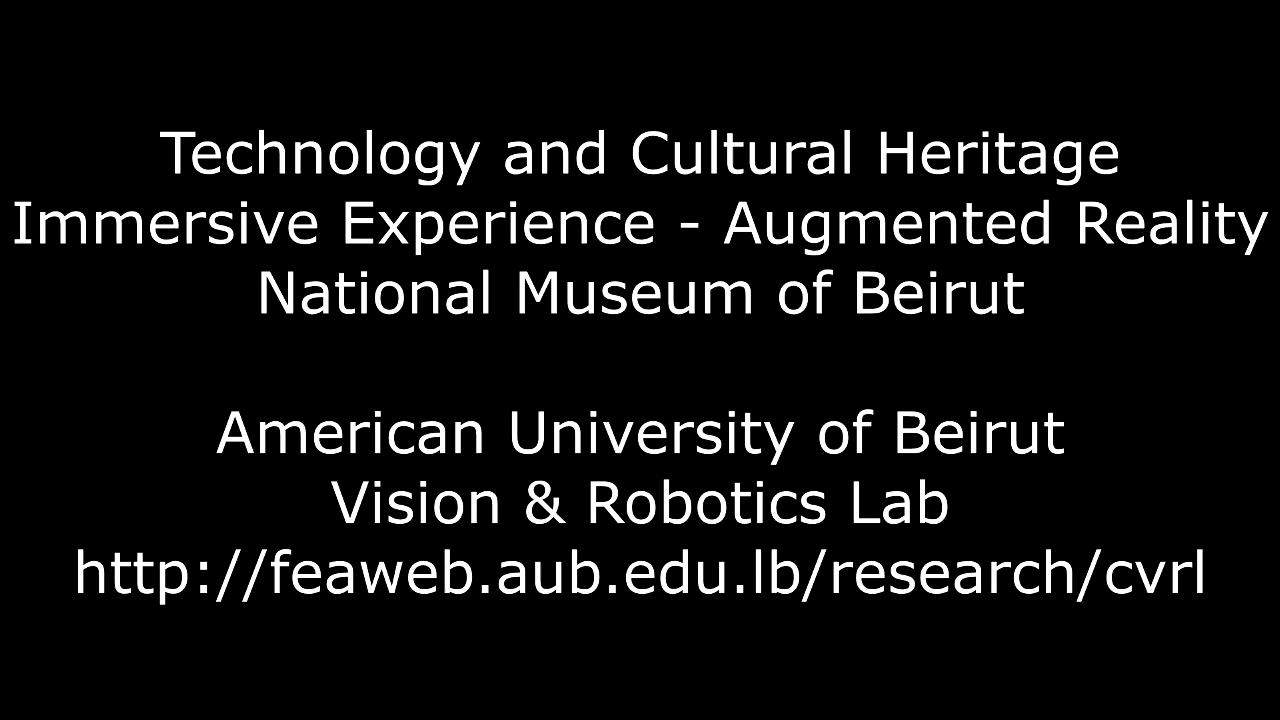 Technology and Cultural Heritage
Immersive Experience - Augmented Reality
National Museum of Beirut
American University of Beirut
Vision & Robotics Lab
http://feaweb.aub.edu.lb/research/cvrl